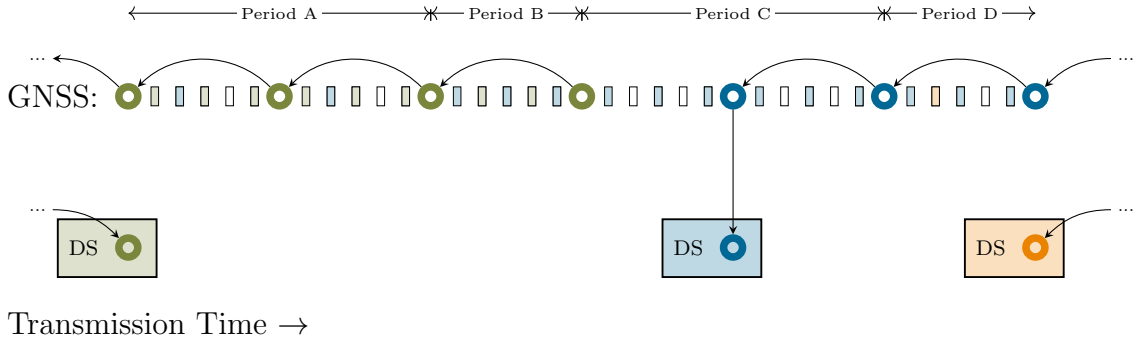 Period A Period B Period C Period D
... ...
GNSS:
... ...
DS DS DS
Transmission Time →